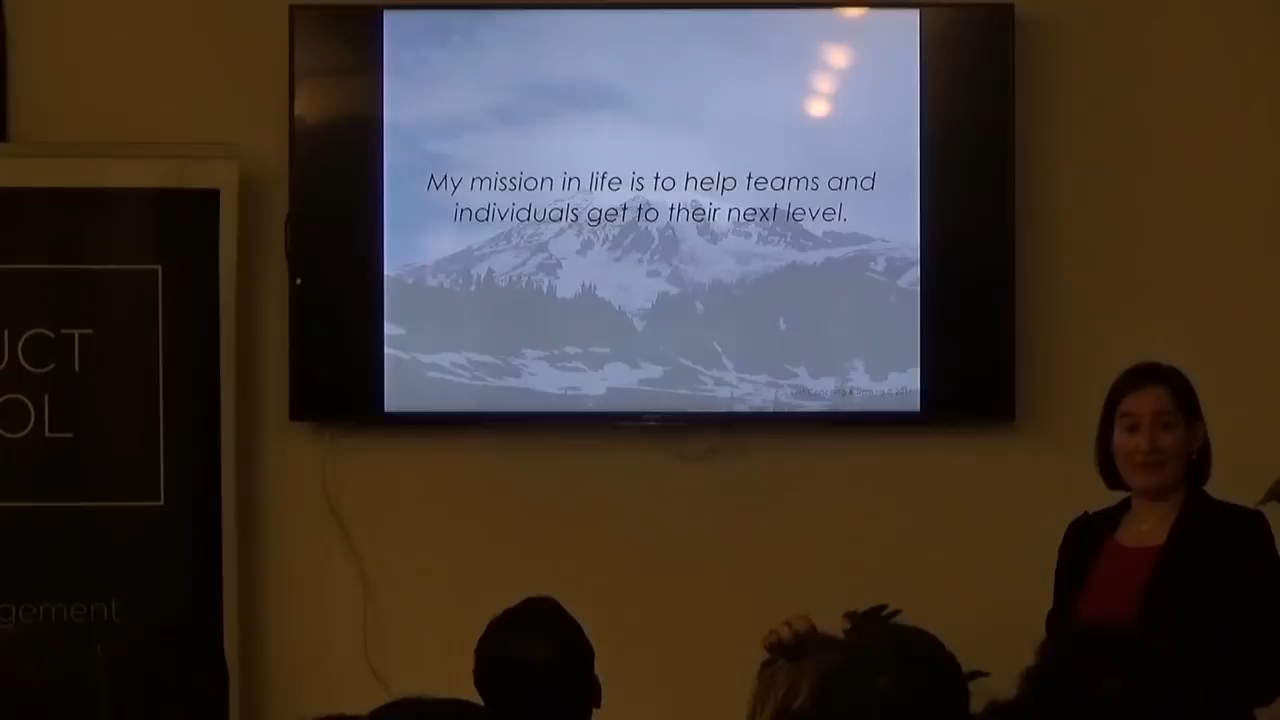 My mission in life is to help teams and
individuals get to their next level.
UCT
OL
gement